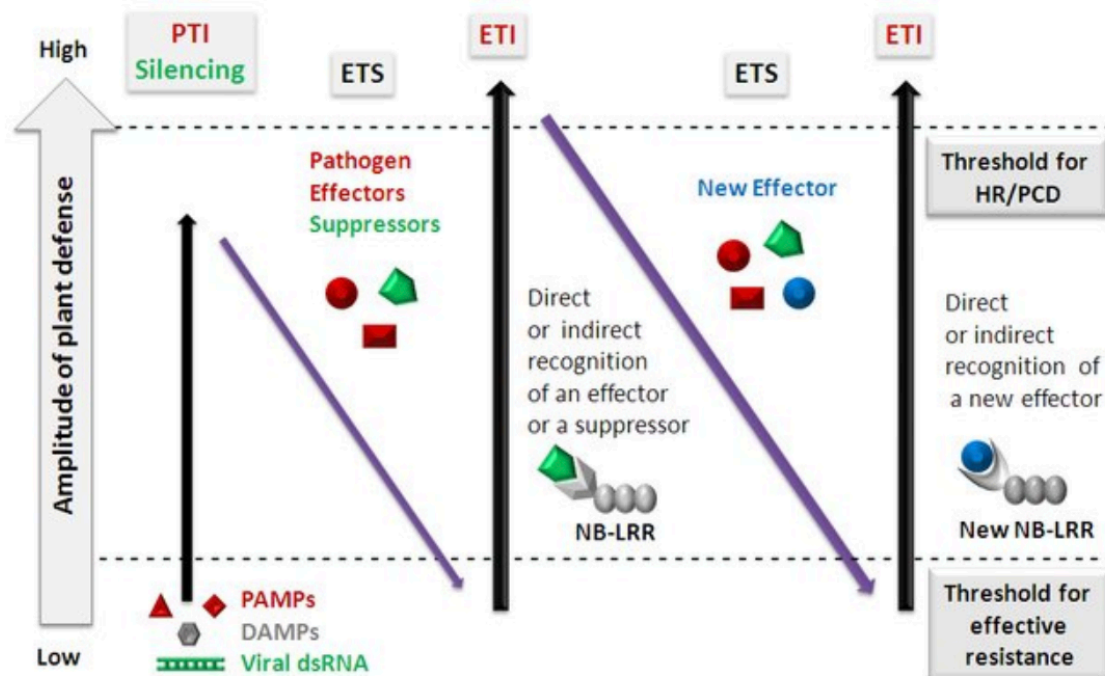 High
PTI
Silencing
ETS
ETI
ETS
ETI
Amplitude of plant defense
Pathogen
Effectors
Suppressors
New Effector
Threshold for
HR/PCD
Direct
or indirect
recognition
of an effector
or a suppressor
NB-LRR
Direct
or indirect
recognition of
a new effector
New NB-LRR
PAMPs
DAMPs
Viral dsRNA
Low
Threshold for
effective
resistance